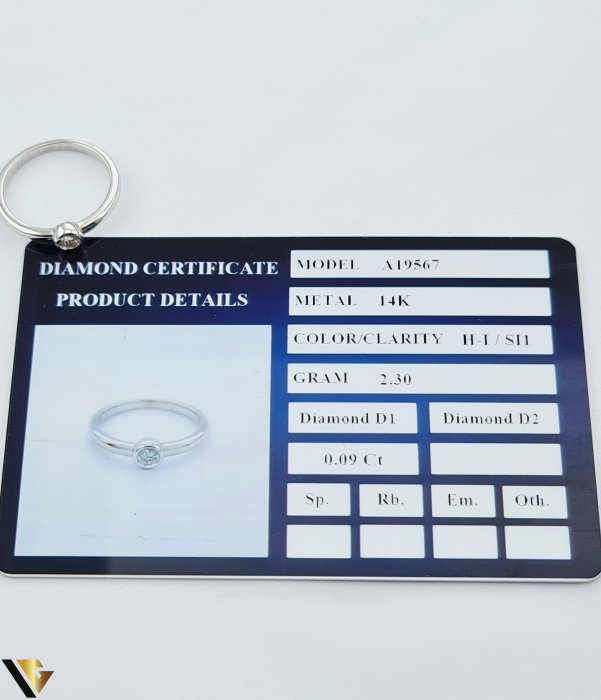 DIAMOND CERTIFICATE
PRODUCT DETAILS
MODEL A19567
METAL 14K
COLOR/CLARITY H-I / SI1
GRAM 2.30
Diamond D1 Diamond D2
0.09 Ct
Sp. Rb. Em. Oth.